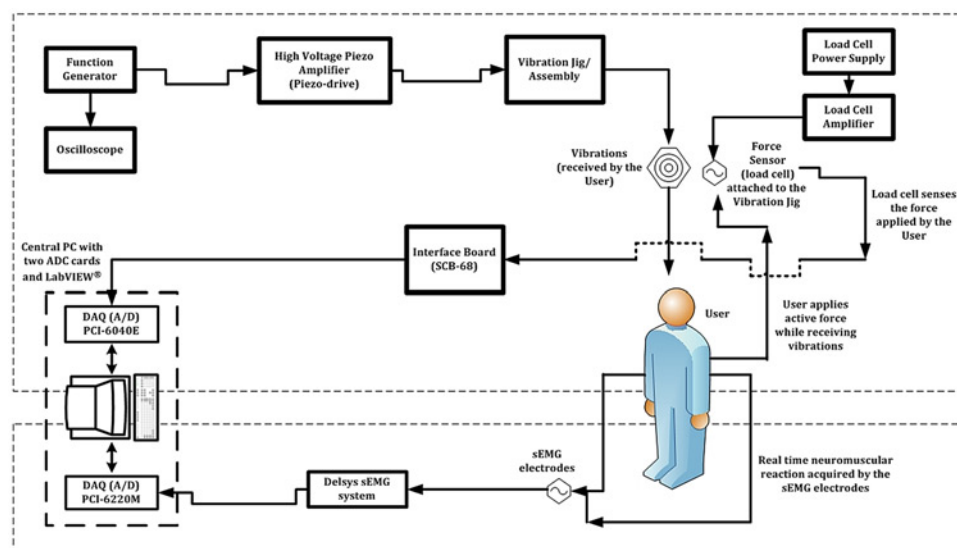 Function
Generator
High Voltage Piezo
Amplifier
(Piezo-drive)
Vibration Jig/
Assembly
Load Cell
Power Supply
Load Cell
Amplifier
Oscilloscope
Vibrations
(received by the
User)
Force
Sensor
(load cell)
attached to the
Vibration Jig
Load cell senses
the force
applied by the
User
Central PC with
two ADC cards
and LabVIEW®
Interface Board
(SCB-68)
DAQ (A/D)
PCI-6040E
User
User applies
active force
while receiving
vibrations
sEMG
electrodes
Real time neuromuscular
reaction acquired by the
sEMG electrodes
Delsys sEMG
system
DAQ (A/D)
PCI-6220M